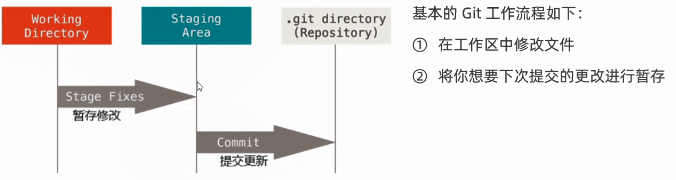 Working
Directory
Staging
Area
.git directory
(Repository)
Stage Fixes
暂存修改
Commit
提交更新
基本的 Git 工作流程如下：
① 在工作区中修改文件
② 将你想要下次提交的更改进行暂存